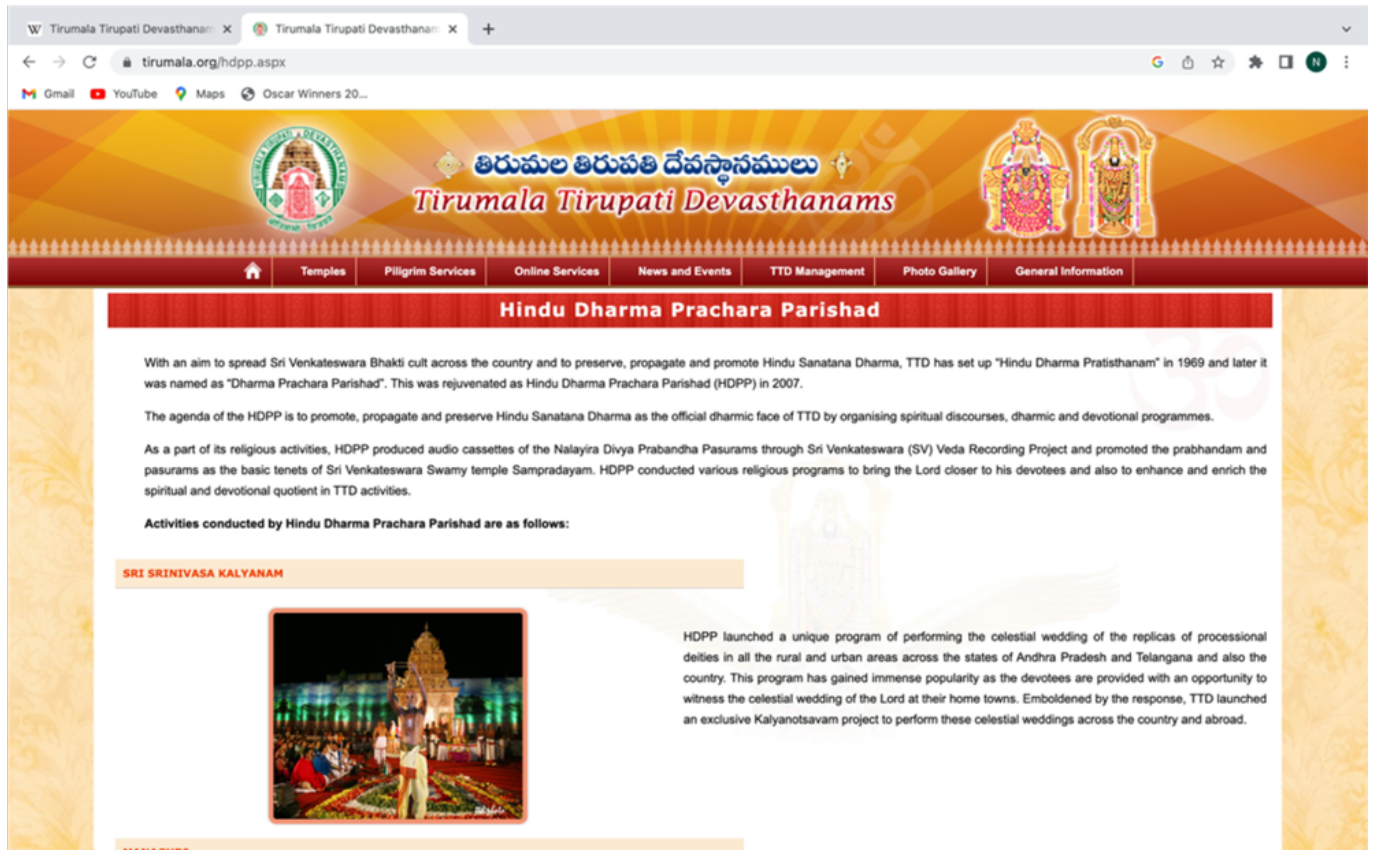 Tirumala Tirupati Devasthanam
Tirumala Tirupati Devasthanam
tirumala.org/hdpp.aspx
N
Gmail YouTube Maps Oscar Winners 20...
తిరుమల తిరుపతి దేవస్థానములు
Tirumala Tirupati Devasthanams
Temples Piligrim Services Online Services News and Events TTD Management Photo Gallery General Information
Hindu Dharma Prachara Parishad
With an aim to spread Sri Venkateswara Bhakti cult across the country and to preserve, propagate and promote Hindu Sanatana Dharma, TTD has set up "Hindu Dharma Pratisthanam" in 1969 and later it
was named as "Dharma Prachara Parishad". This was rejuvenated as Hindu Dharma Prachara Parishad (HDPP) in 2007.
The agenda of the HDPP is to promote, propagate and preserve Hindu Sanatana Dharma as the official dharmic face of TTD by organising spiritual discourses, dharmic and devotional programmes.
As a part of its religious activities, HDPP produced audio cassettes of the Nalayira Divya Prabandha Pasurams through Sri Venkateswara (SV) Veda Recording Project and promoted the prabhandam and
pasurams as the basic tenets of Sri Venkateswara Swamy temple Sampradayam. HDPP conducted various religious programs to bring the Lord closer to his devotees and also to enhance and enrich the
spiritual and devotional quotient in TTD activities.
Activities conducted by Hindu Dharma Prachara Parishad are as follows:
SRI SRINIVASA KALYANAM
HDPP launched a unique program of performing the celestial wedding of the replicas of processional
deities in all the rural and urban areas across the states of Andhra Pradesh and Telangana and also the
country. This program has gained immense popularity as the devotees are provided with an opportunity to
witness the celestial wedding of the Lord at their home towns. Emboldened by the response, TTD launched
an exclusive Kalyanotsavam project to perform these celestial weddings across the country and abroad.